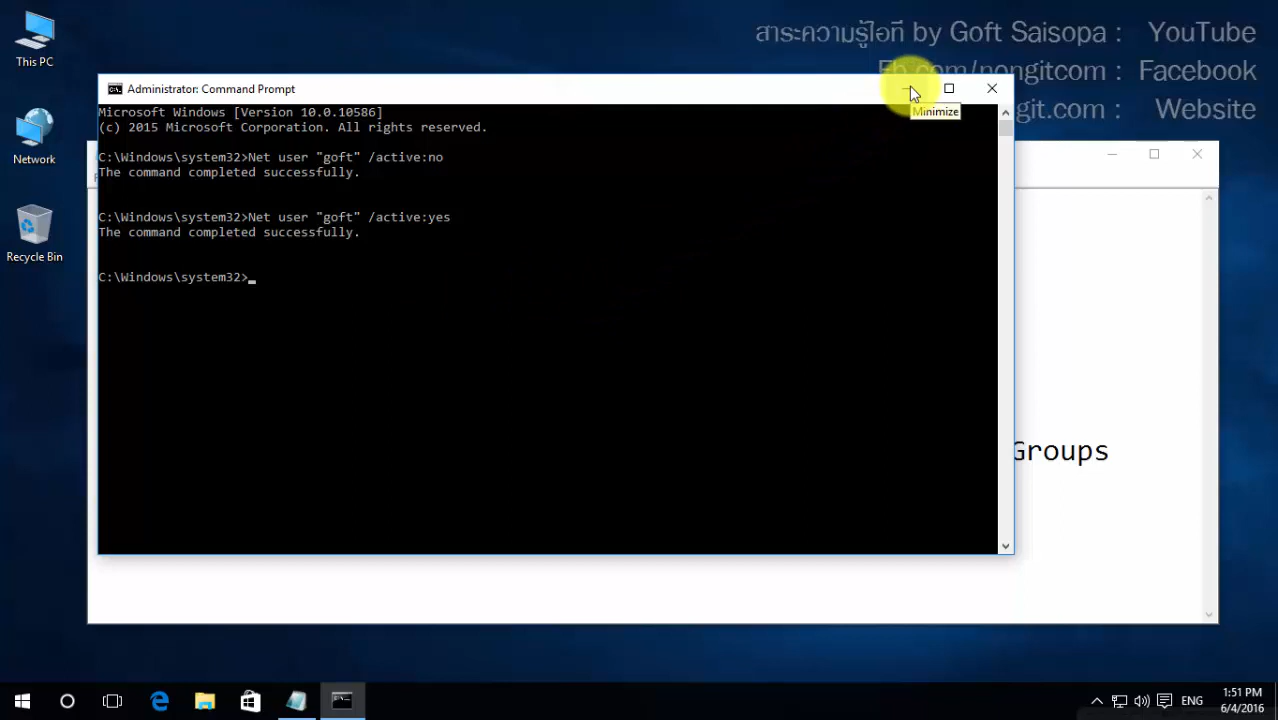 This PC
Network
Recycle Bin
สาระความรู้ไอที by Goft Saisopa : YouTube
Fb.com/nongitcom : Facebook
git.com : Website
Administrator: Command Prompt
Minimize
Microsoft Windows [Version 10.0.10586]
(c) 2015 Microsoft Corporation. All rights reserved.
C:\Windows\system32>Net user "goft" /active:no
The command completed successfully.
C:\Windows\system32>Net user "goft" /active:yes
The command completed successfully.
C:\Windows\system32>
Groups
ENG
1:51 PM
6/4/2016